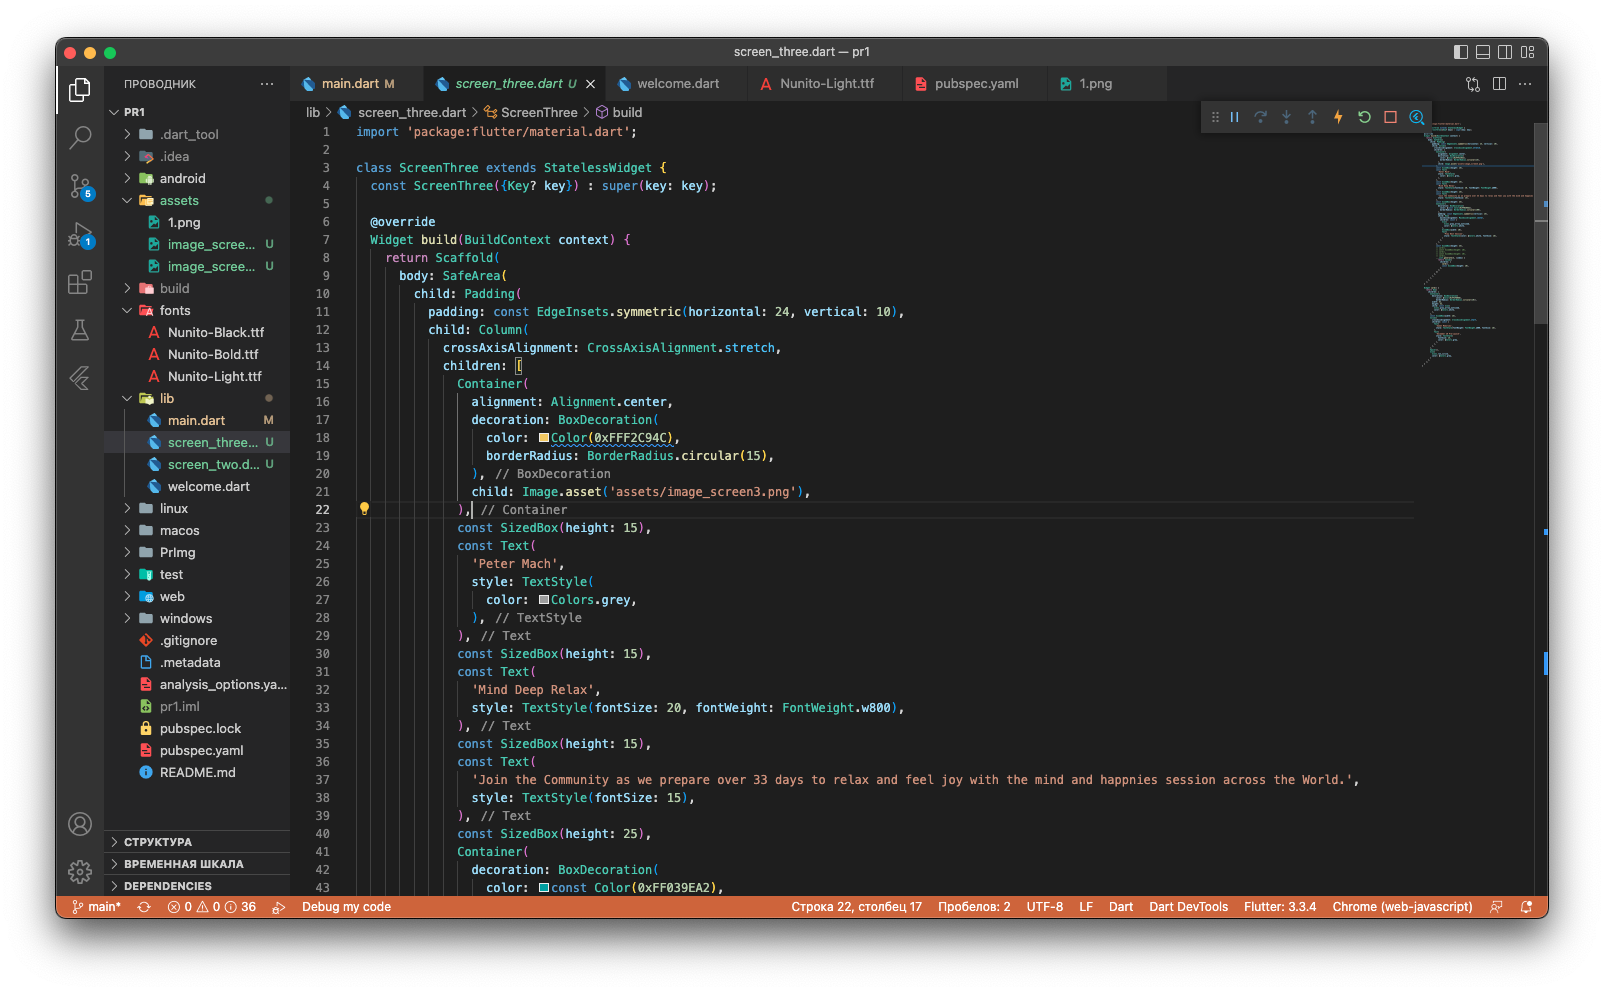 screen_three.dart — pr1
ПРОВОДНИК
main.dart M
screen_three.dart U
welcome.dart
Nunito-Light.ttf
pubspec.yaml
1.png
PR1
.dart_tool
.idea
android
assets
1.png
image_scree... U
image_scree... U
build
fonts
Nunito-Black.ttf
Nunito-Bold.ttf
Nunito-Light.ttf
lib
main.dart M
screen_three... U
screen_two.d... U
welcome.dart
linux
macos
PrImg
test
web
windows
.gitignore
.metadata
analysis_options.ya...
pr1.iml
pubspec.lock
pubspec.yaml
README.md
СТРУКТУРА
ВРЕМЕННАЯ ШКАЛА
DEPENDENCIES
5
1
lib > screen_three.dart > ScreenThree > build
1 import 'package:flutter/material.dart';
2
3 class ScreenThree extends StatelessWidget {
4 const ScreenThree({Key? key}) : super(key: key);
5
6 @override
7 Widget build(BuildContext context) {
8 return Scaffold(
9 body: SafeArea(
10 child: Padding(
11 padding: const EdgeInsets.symmetric(horizontal: 24, vertical: 10),
12 child: Column(
13 crossAxisAlignment: CrossAxisAlignment.stretch,
14 children: [
15 Container(
16 alignment: Alignment.center,
17 decoration: BoxDecoration(
18 color: Color(0xFFF2C94C),
19 borderRadius: BorderRadius.circular(15),
20 ), // BoxDecoration
21 child: Image.asset('assets/image_screen3.png'),
22 ), // Container
23 const SizedBox(height: 15),
24 const Text(
25 'Peter Mach',
26 style: TextStyle(
27 color: Colors.grey,
28 ), // TextStyle
29 ), // Text
30 const SizedBox(height: 15),
31 const Text(
32 'Mind Deep Relax',
33 style: TextStyle(fontSize: 20, fontWeight: FontWeight.w800),
34 ), // Text
35 const SizedBox(height: 15),
36 const Text(
37 'Join the Community as we prepare over 33 days to relax and feel joy with the mind and happnies session across the World.',
38 style: TextStyle(fontSize: 15),
39 ), // Text
40 const SizedBox(height: 25),
41 Container(
42 decoration: BoxDecoration(
43 color: const Color(0xFF039EA2),
main* 0 0 36 Debug my code Строка 22, столбец 17 Пробелов: 2 UTF-8 LF Dart Dart DevTools Flutter: 3.3.4 Chrome (web-javascript)